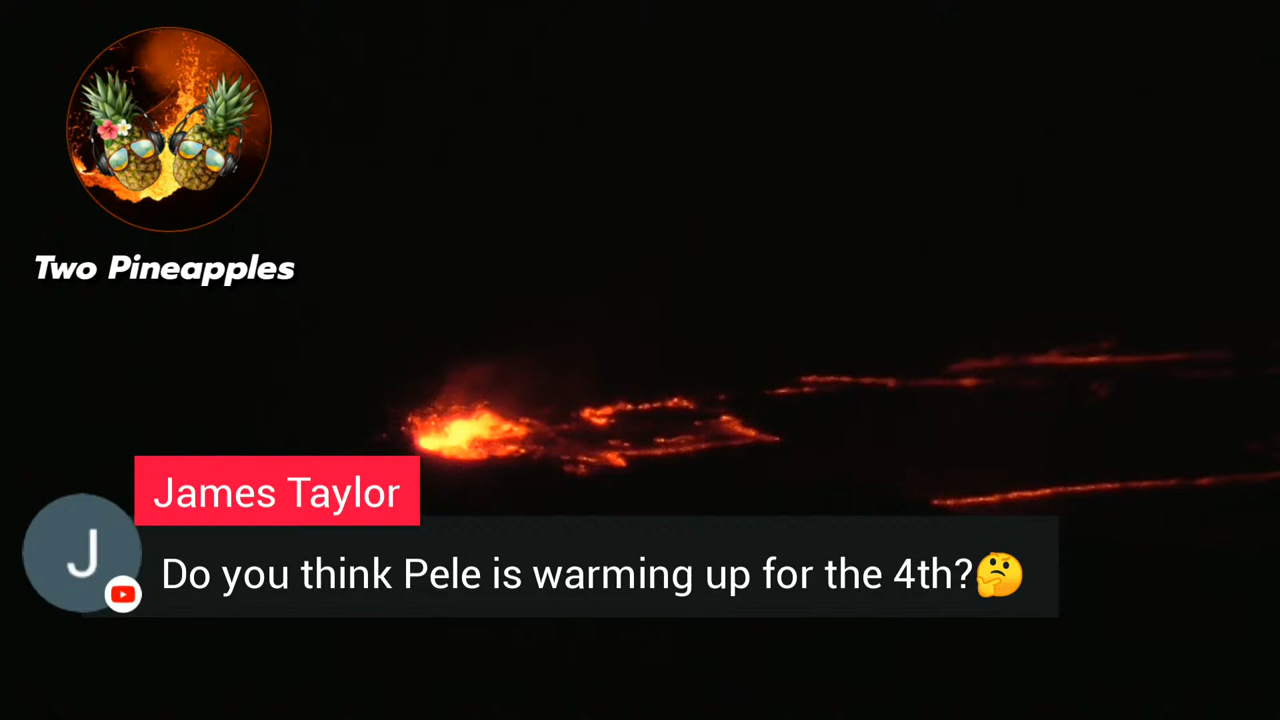 Two Pineapples
James Taylor
J
Do you think Pele is warming up for the 4th?🤔